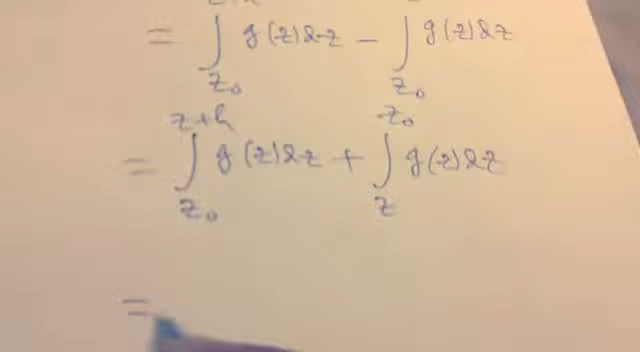 = ∫_{z₀} g(z)dz − ∫_{z₀} g(z)dz
= ∫_{z₀}^{z+h} g(z)dz + ∫_{z}^{z₀} g(z)dz
=